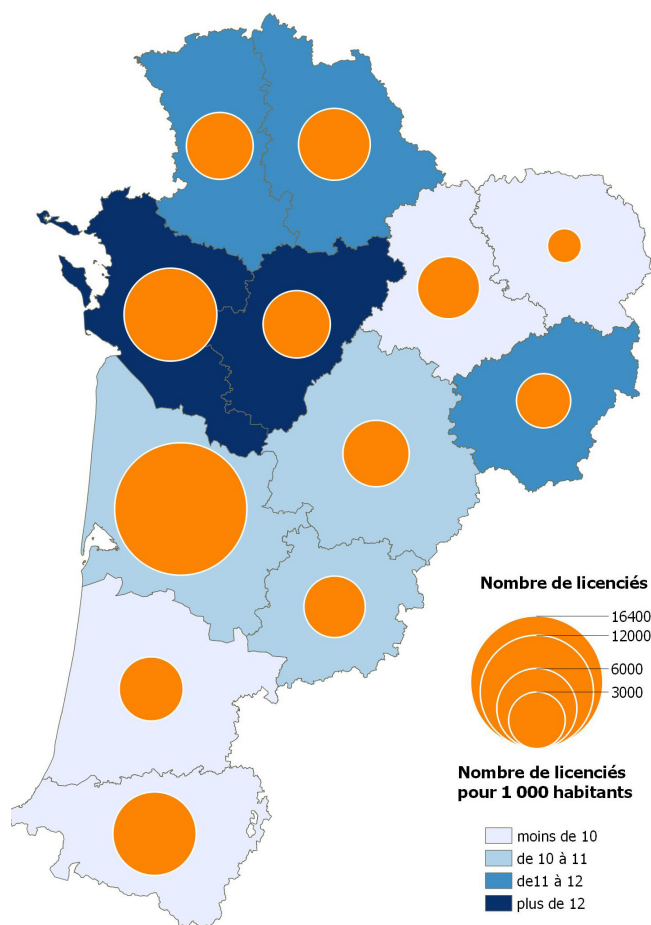 Nombre de licenciés
16400
12000
6000
3000
Nombre de licenciés
pour 1 000 habitants
moins de 10
de 10 à 11
de11 à 12
plus de 12